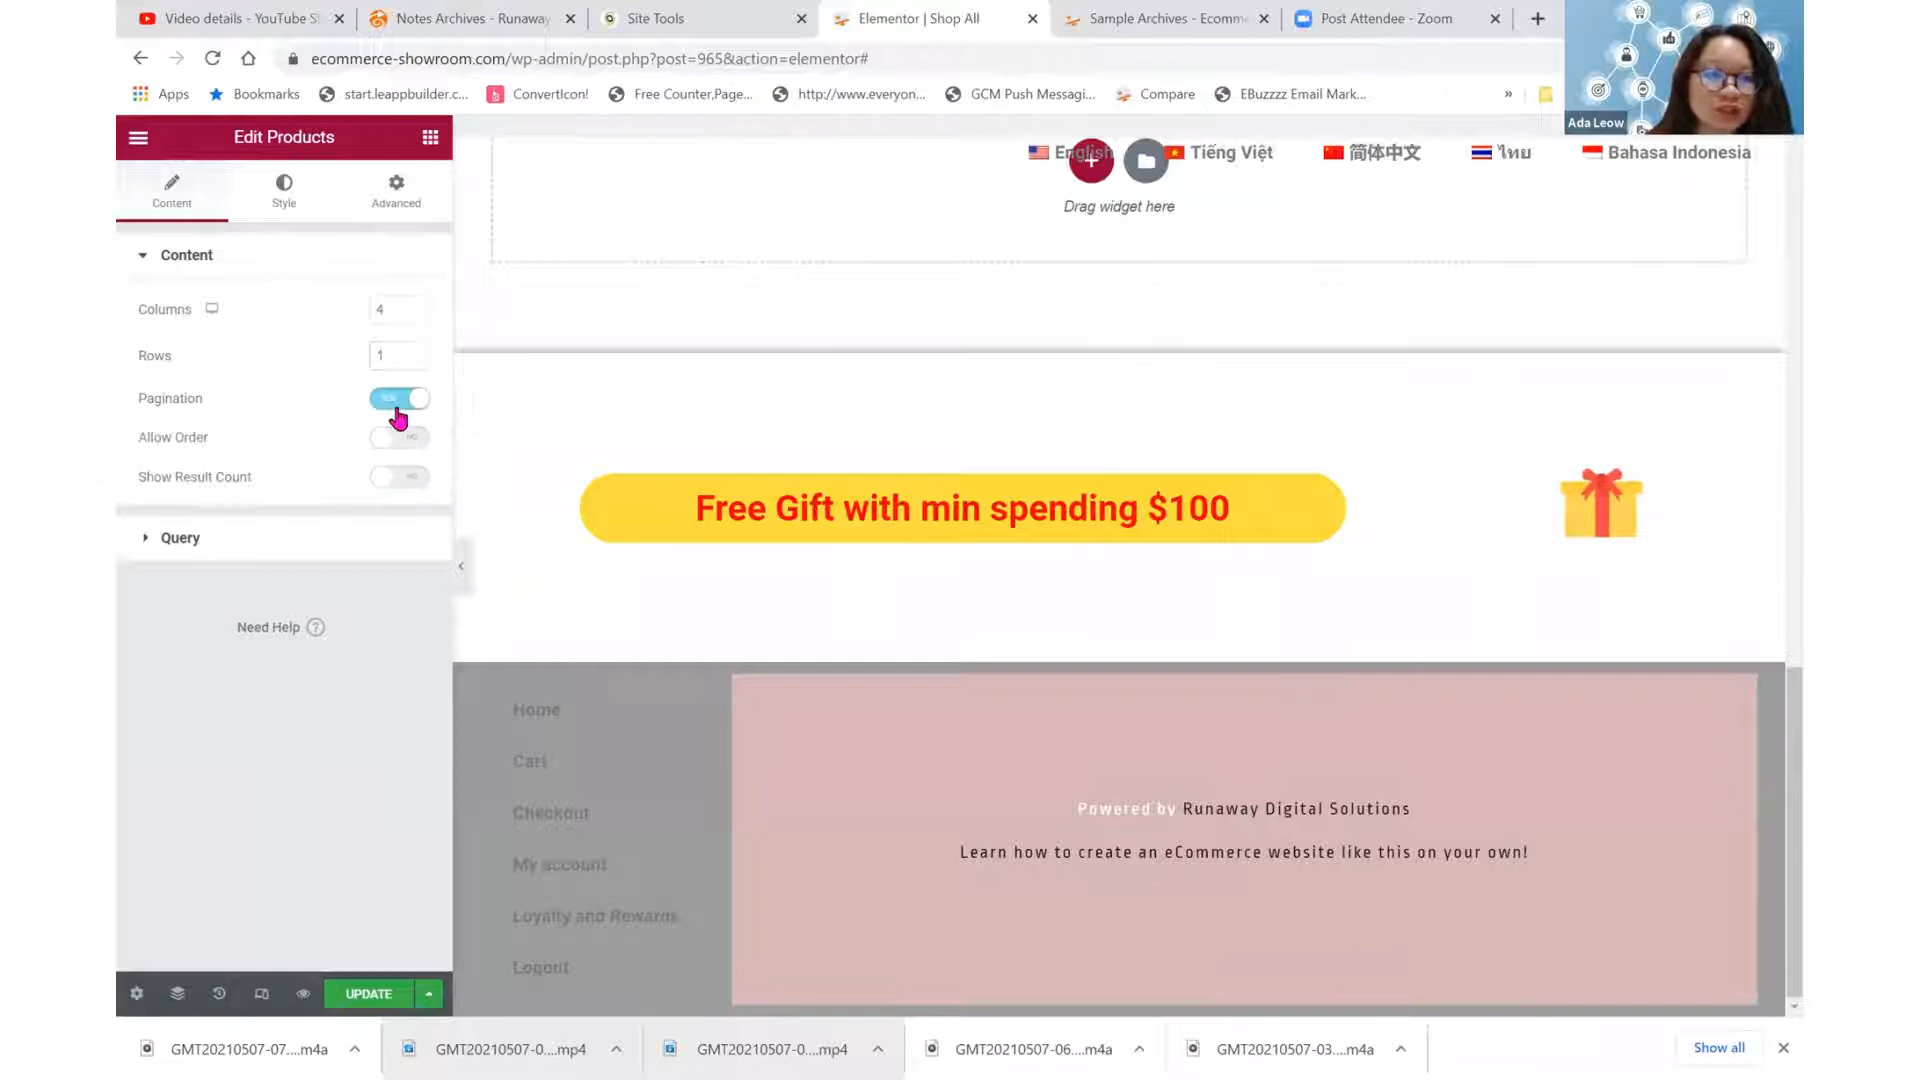 Video details - YouTube S
Notes Archives - Runaway
Site Tools
Elementor | Shop All
Sample Archives - Ecomm
Post Attendee - Zoom
ecommerce-showroom.com/wp-admin/post.php?post=965&action=elementor#
Apps
Bookmarks
start.leappbuilder.c...
ConvertIcon!
Free Counter,Page...
http://www.everyon...
GCM Push Messagi...
Compare
EBuzzzz Email Mark...
»
Ada Leow
Edit Products
English
Tiếng Việt
简体中文
ไทย
Bahasa Indonesia
Content
Style
Advanced
Drag widget here
Content
Columns
4
Rows
1
Pagination
YES
Allow Order
NO
Show Result Count
NO
Query
Need Help ?
Free Gift with min spending $100
Home
Cart
Checkout
My account
Loyalty and Rewards
Logout
Powered by Runaway Digital Solutions
Learn how to create an eCommerce website like this on your own!
UPDATE
GMT20210507-07....m4a
GMT20210507-0....mp4
GMT20210507-0....mp4
GMT20210507-06....m4a
GMT20210507-03....m4a
Show all